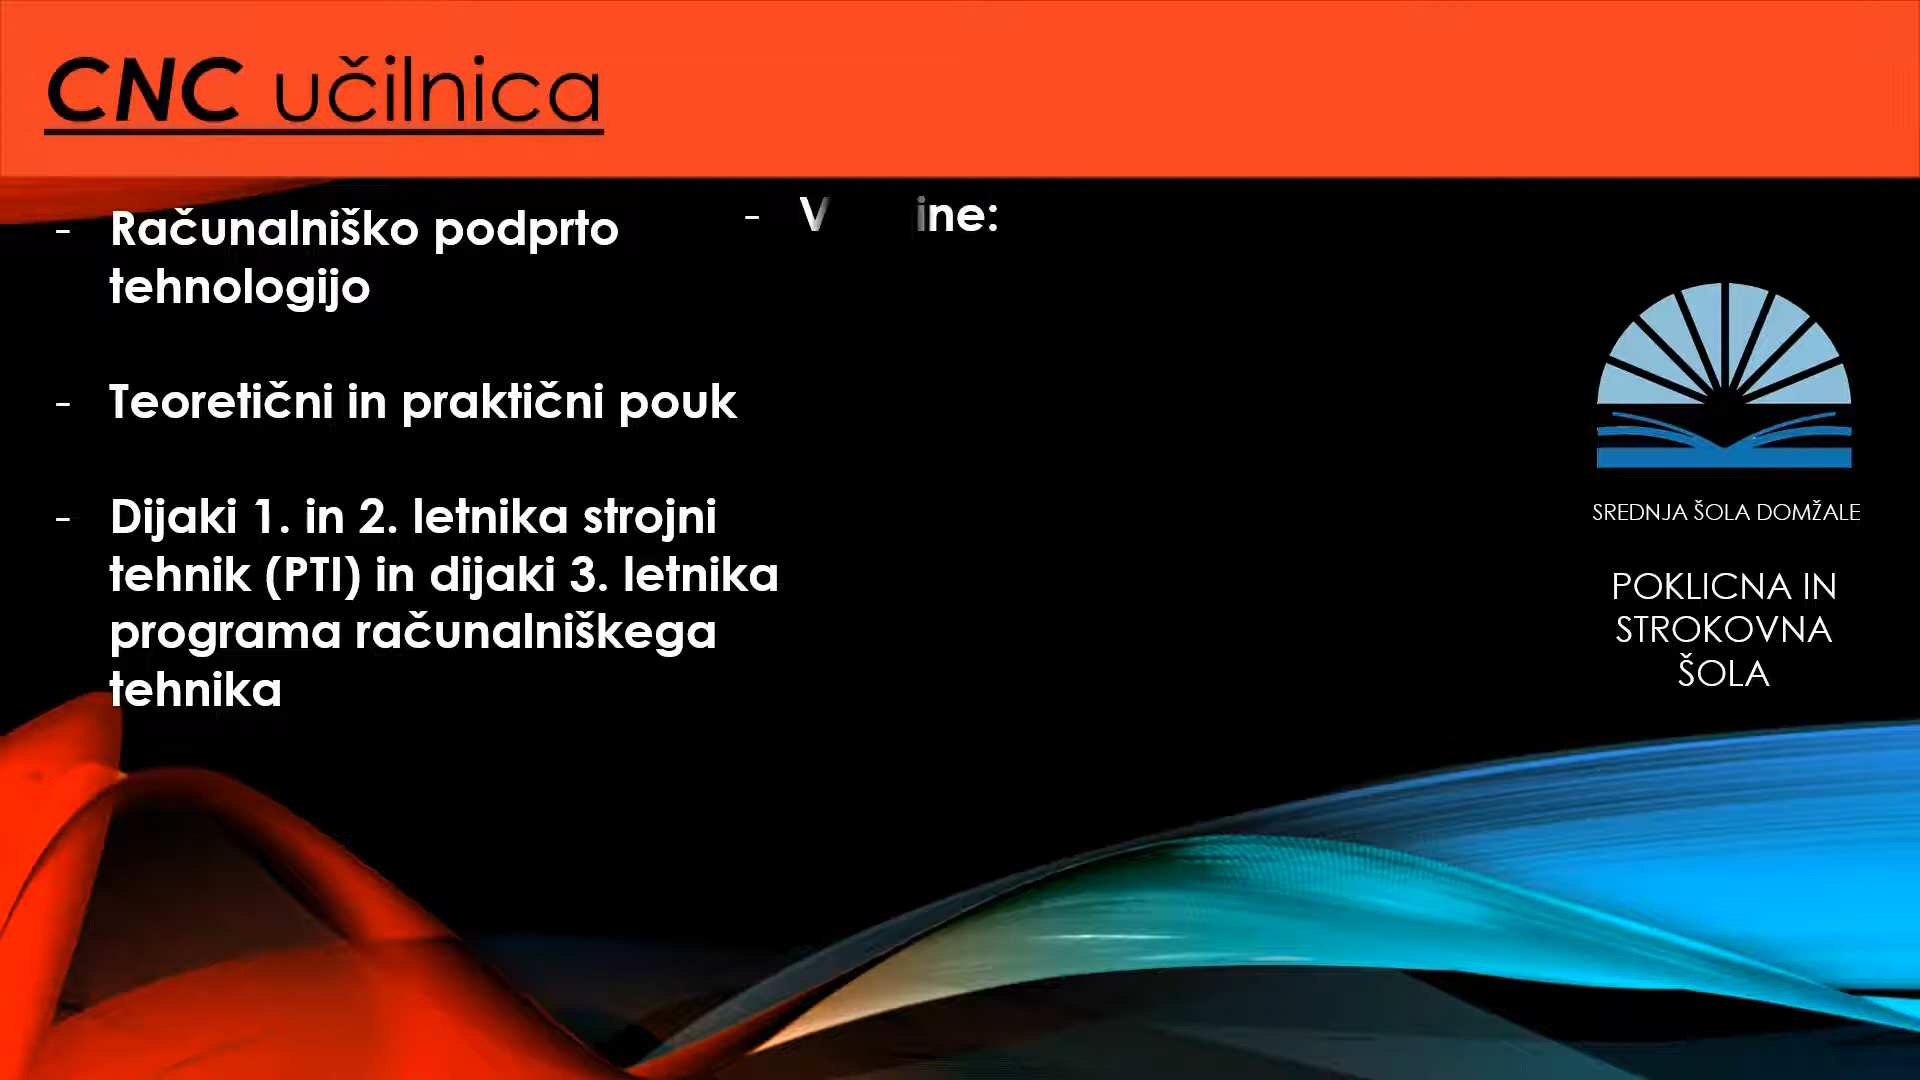 CNC učilnica
- Računalniško podprto
tehnologijo
- Teoretični in praktični pouk
- Dijaki 1. in 2. letnika strojni
tehnik (PTI) in dijaki 3. letnika
programa računalniškega
tehnika
-
SREDNJA ŠOLA DOMŽALE
POKLICNA IN
STROKOVNA
ŠOLA